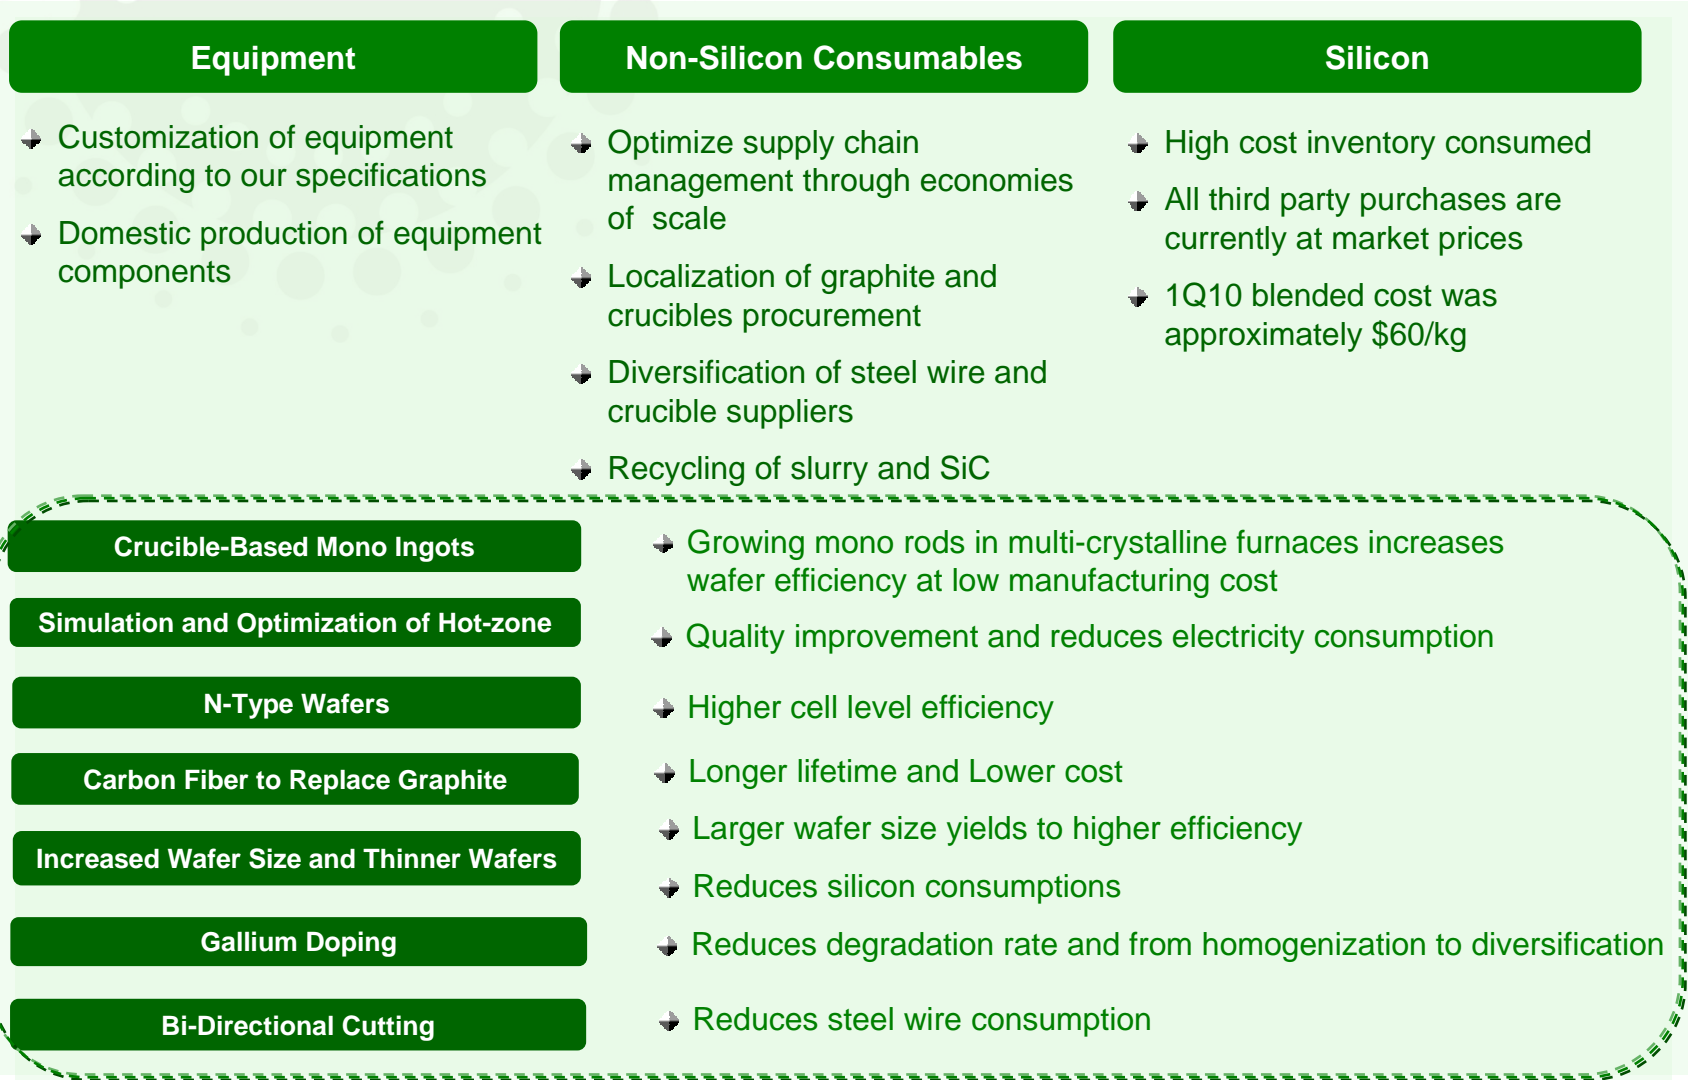 Equipment
Customization of equipment
according to our specifications
Domestic production of equipment
components
Non-Silicon Consumables
Optimize supply chain
management through economies
of  scale
Localization of graphite and
crucibles procurement
Diversification of steel wire and
crucible suppliers
Recycling of slurry and SiC
Silicon
High cost inventory consumed
All third party purchases are
currently at market prices
1Q10 blended cost was
approximately $60/kg
Crucible-Based Mono Ingots
Growing mono rods in multi-crystalline furnaces increases
wafer efficiency at low manufacturing cost
Simulation and Optimization of Hot-zone
Quality improvement and reduces electricity consumption
N-Type Wafers
Higher cell level efficiency
Carbon Fiber to Replace Graphite
Longer lifetime and Lower cost
Increased Wafer Size and Thinner Wafers
Larger wafer size yields to higher efficiency
Reduces silicon consumptions
Gallium Doping
Reduces degradation rate and from homogenization to diversification
Bi-Directional Cutting
Reduces steel wire consumption